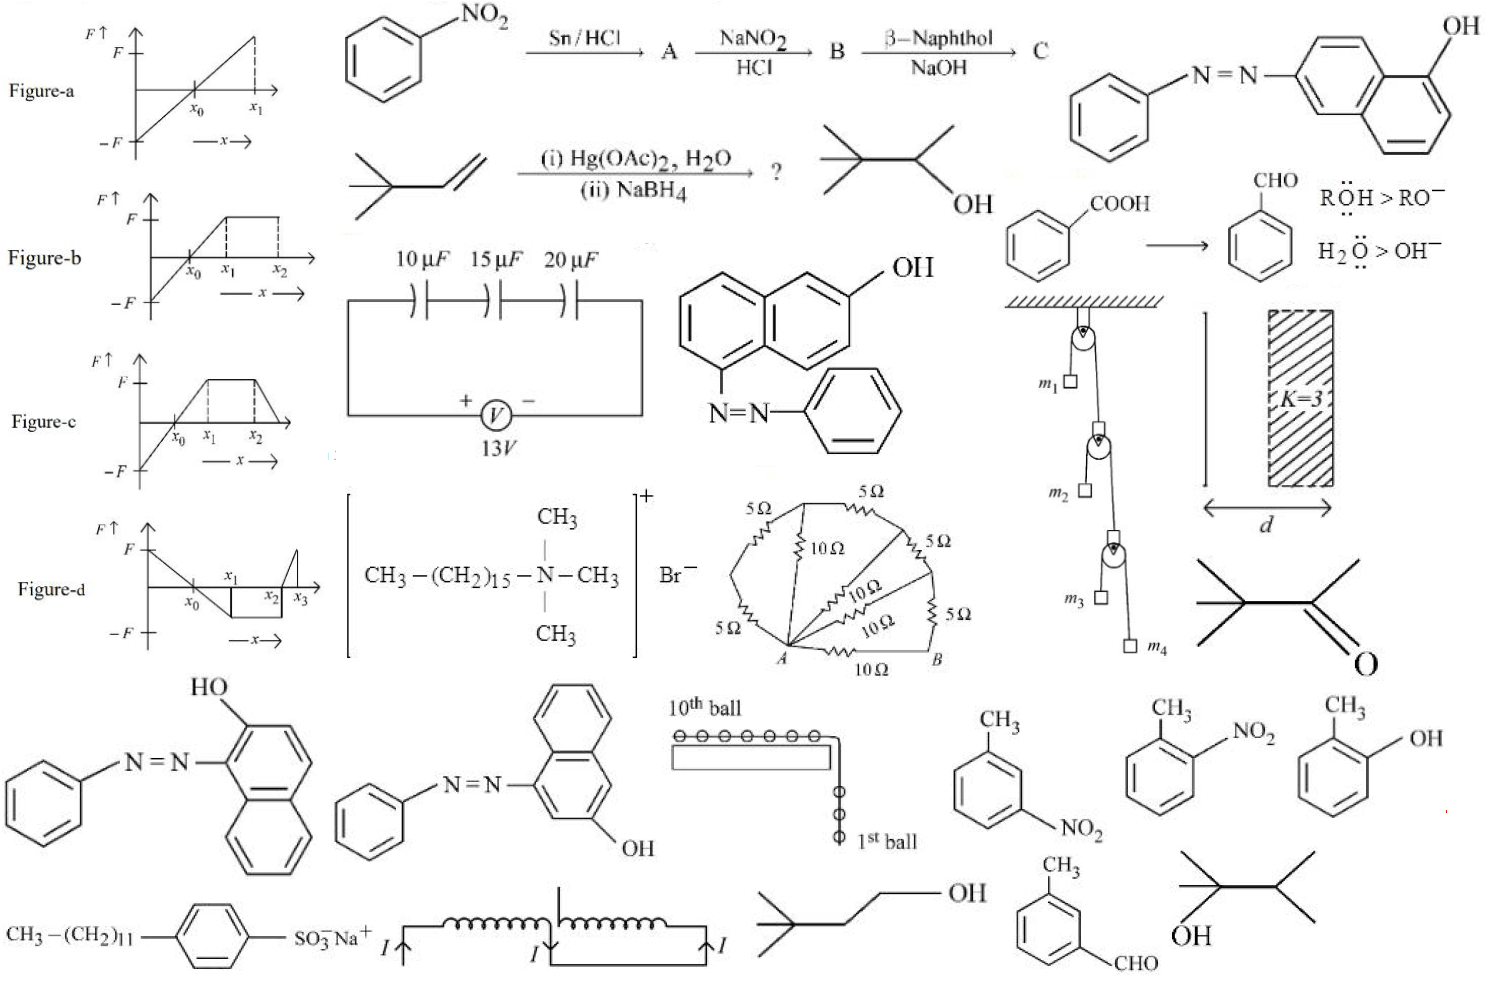 Figure-a
F↑
F
–F
x₀
x₁
—x→
NO₂
Sn/HCl
A
NaNO₂
HCl
B
β–Naphthol
NaOH
C
N=N
OH
(i) Hg(OAc)₂, H₂O
(ii) NaBH₄
?
OH
COOH
CHO
RÖH > RO⁻
H₂Ö > OH⁻
Figure-b
F↑
F
–F
x₀
x₁
x₂
— x →
10 μF 15 μF 20 μF
+ V −
13V
OH
N=N
m₁
m₂
m₃
m₄
K=3
d
Figure-c
F↑
F
–F
x₀
x₁
x₂
— x →
Figure-d
F↑
F
–F
x₀
x₁
x₂
x₃
—x→
CH₃
CH₃–(CH₂)₁₅–N–CH₃
CH₃
+
Br⁻
5Ω
5Ω
10Ω
5Ω
10Ω
10Ω
5Ω
5Ω
A
10Ω
B
O
HO
N=N
N=N
OH
10th ball
1st ball
CH₃
NO₂
CH₃
NO₂
CH₃
OH
CH₃–(CH₂)₁₁
SO₃⁻Na⁺
I
I
I
OH
CH₃
CHO
OH